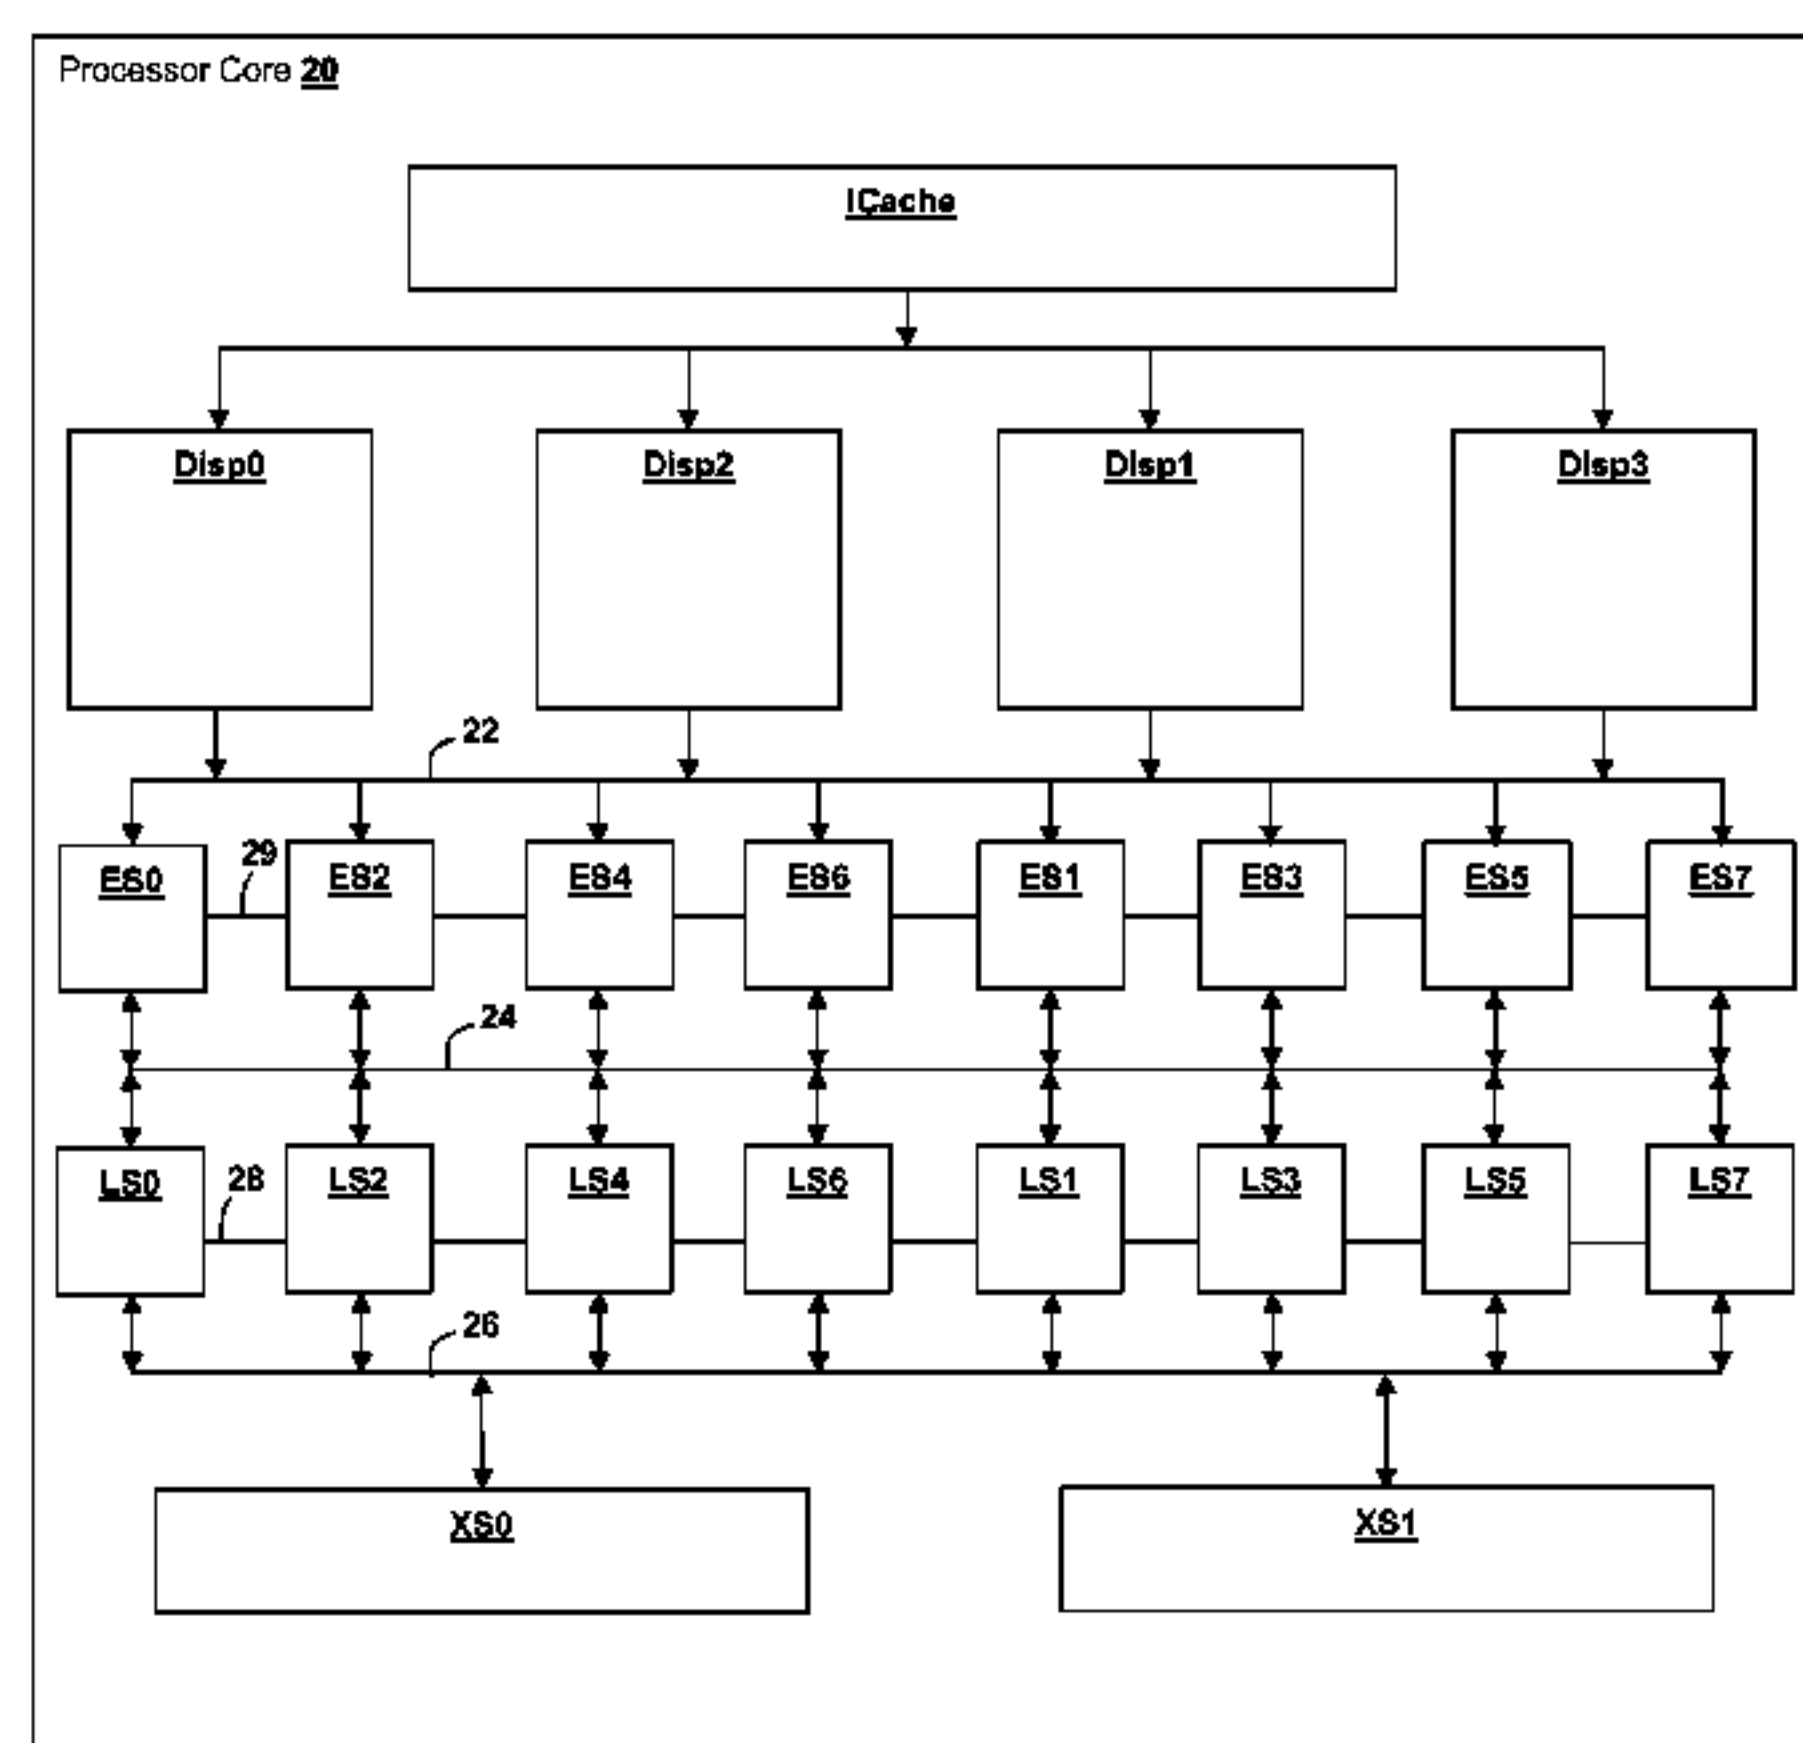 Processor Core 20
ICache
Disp0 Disp2 Disp1 Disp3
22
29
ES0 ES2 ES4 ES6 ES1 ES3 ES5 ES7
24
28
LS0 LS2 LS4 LS6 LS1 LS3 LS5 LS7
26
XS0 XS1